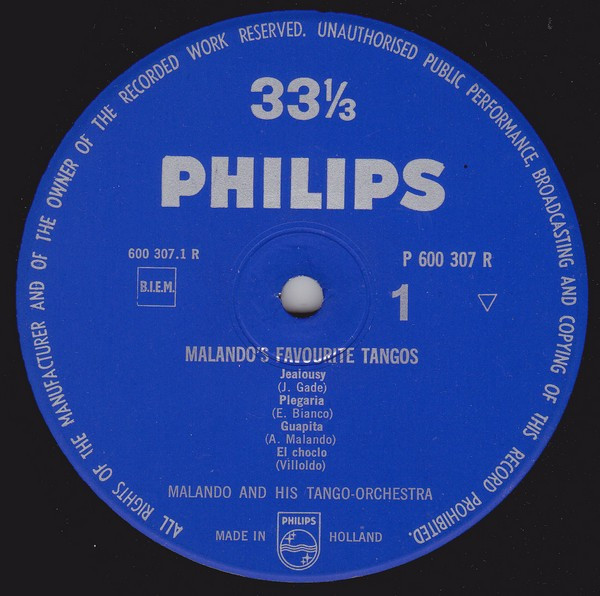 ALL RIGHTS OF THE MANUFACTURER AND OF THE OWNER OF THE RECORDED WORK RESERVED. UNAUTHORISED PUBLIC PERFORMANCE, BROADCASTING AND COPYING OF THIS RECORD PROHIBITED.
33⅓
PHILIPS
600 307.1 R
P 600 307 R
B.I.E.M.
1
MALANDO'S FAVOURITE TANGOS
Jealousy
(J. Gade)
Plegaria
(E. Bianco)
Guapita
(A. Malando)
El choclo
(Villoldo)
MALANDO AND HIS TANGO-ORCHESTRA
PHILIPS
MADE IN HOLLAND